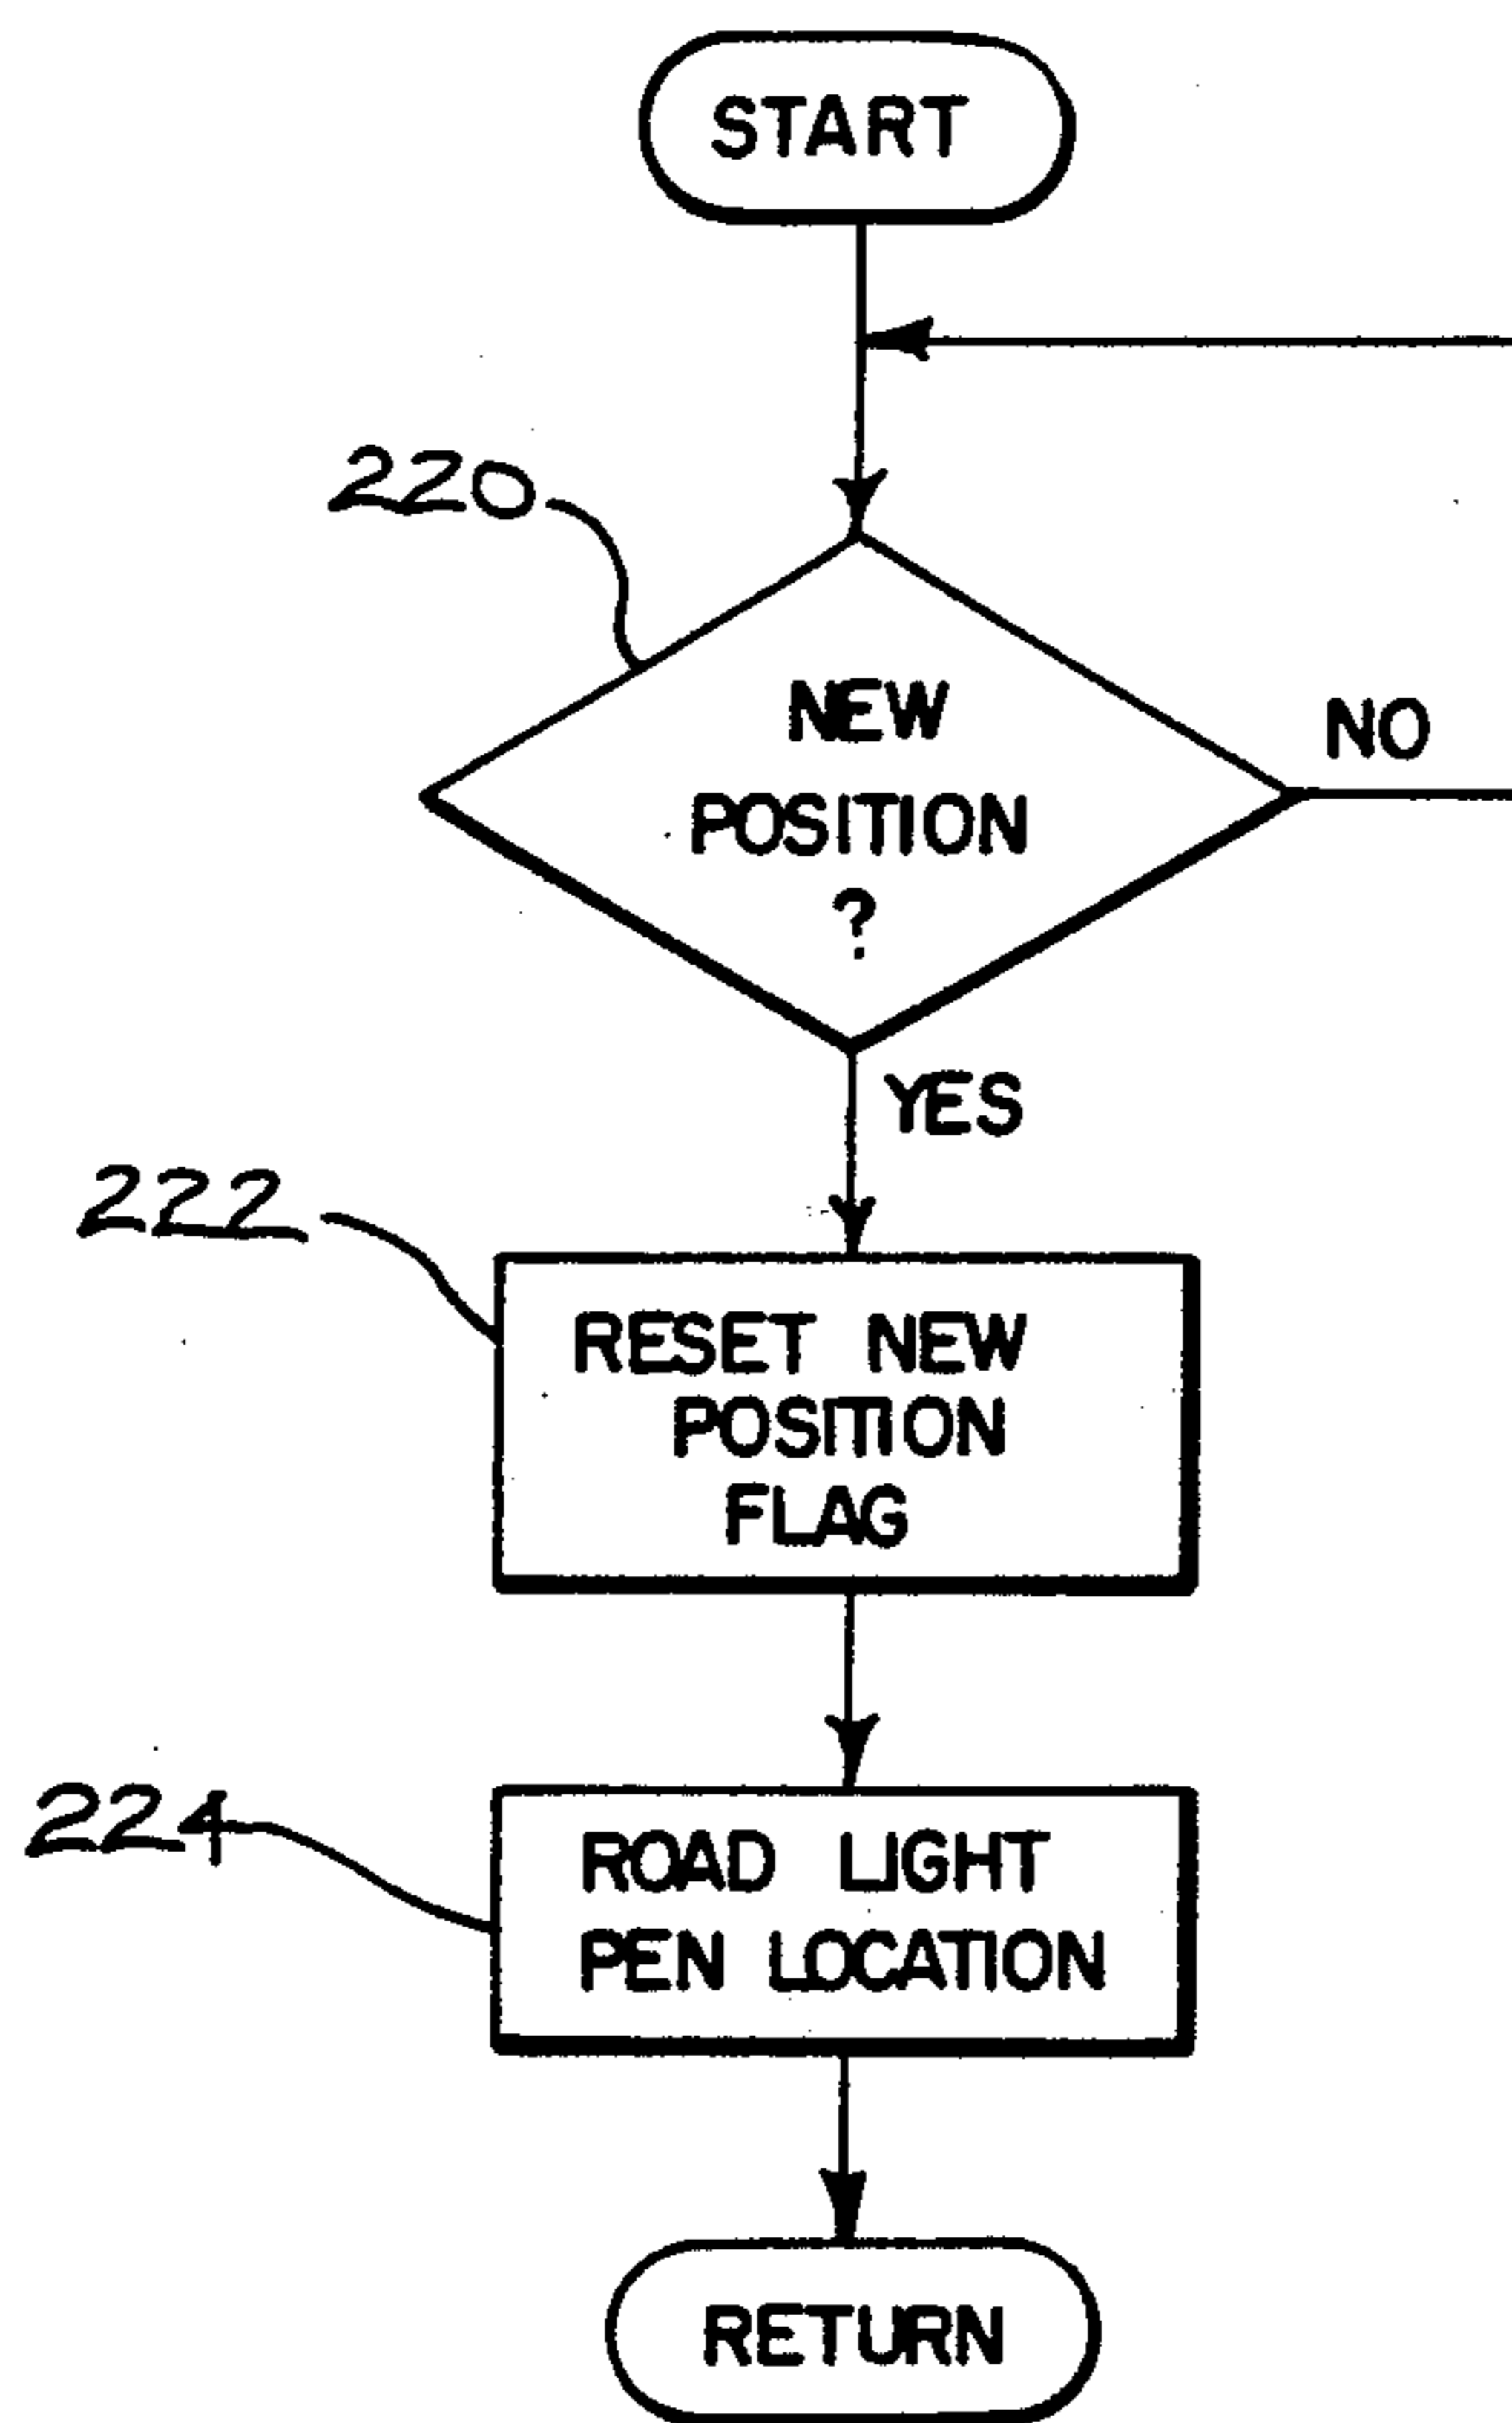 START
220
NEW
POSITION
?
NO
YES
222
RESET NEW
POSITION
FLAG
224
ROAD LIGHT
PEN LOCATION
RETURN